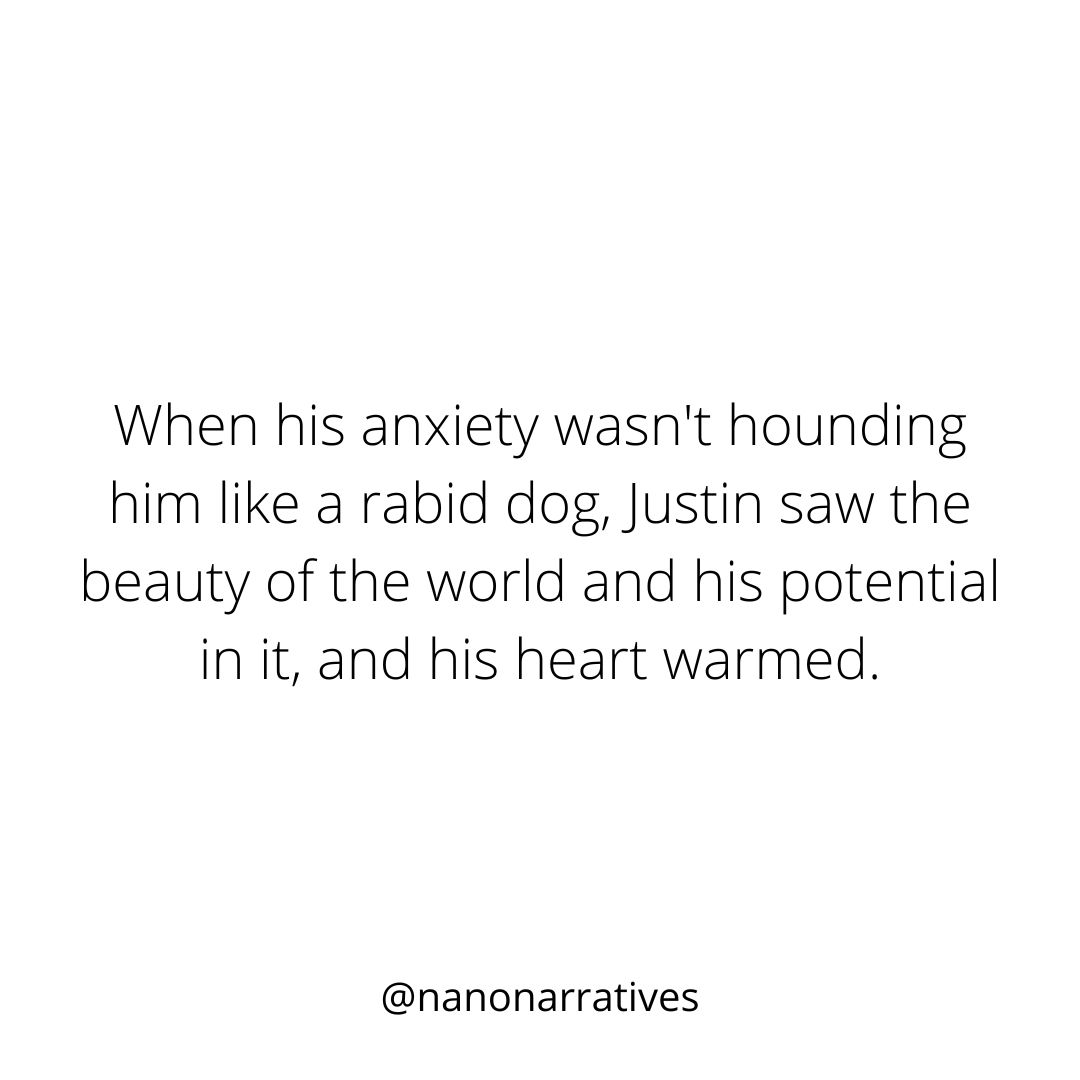 When his anxiety wasn't hounding
him like a rabid dog, Justin saw the
beauty of the world and his potential
in it, and his heart warmed.
@nanonarratives